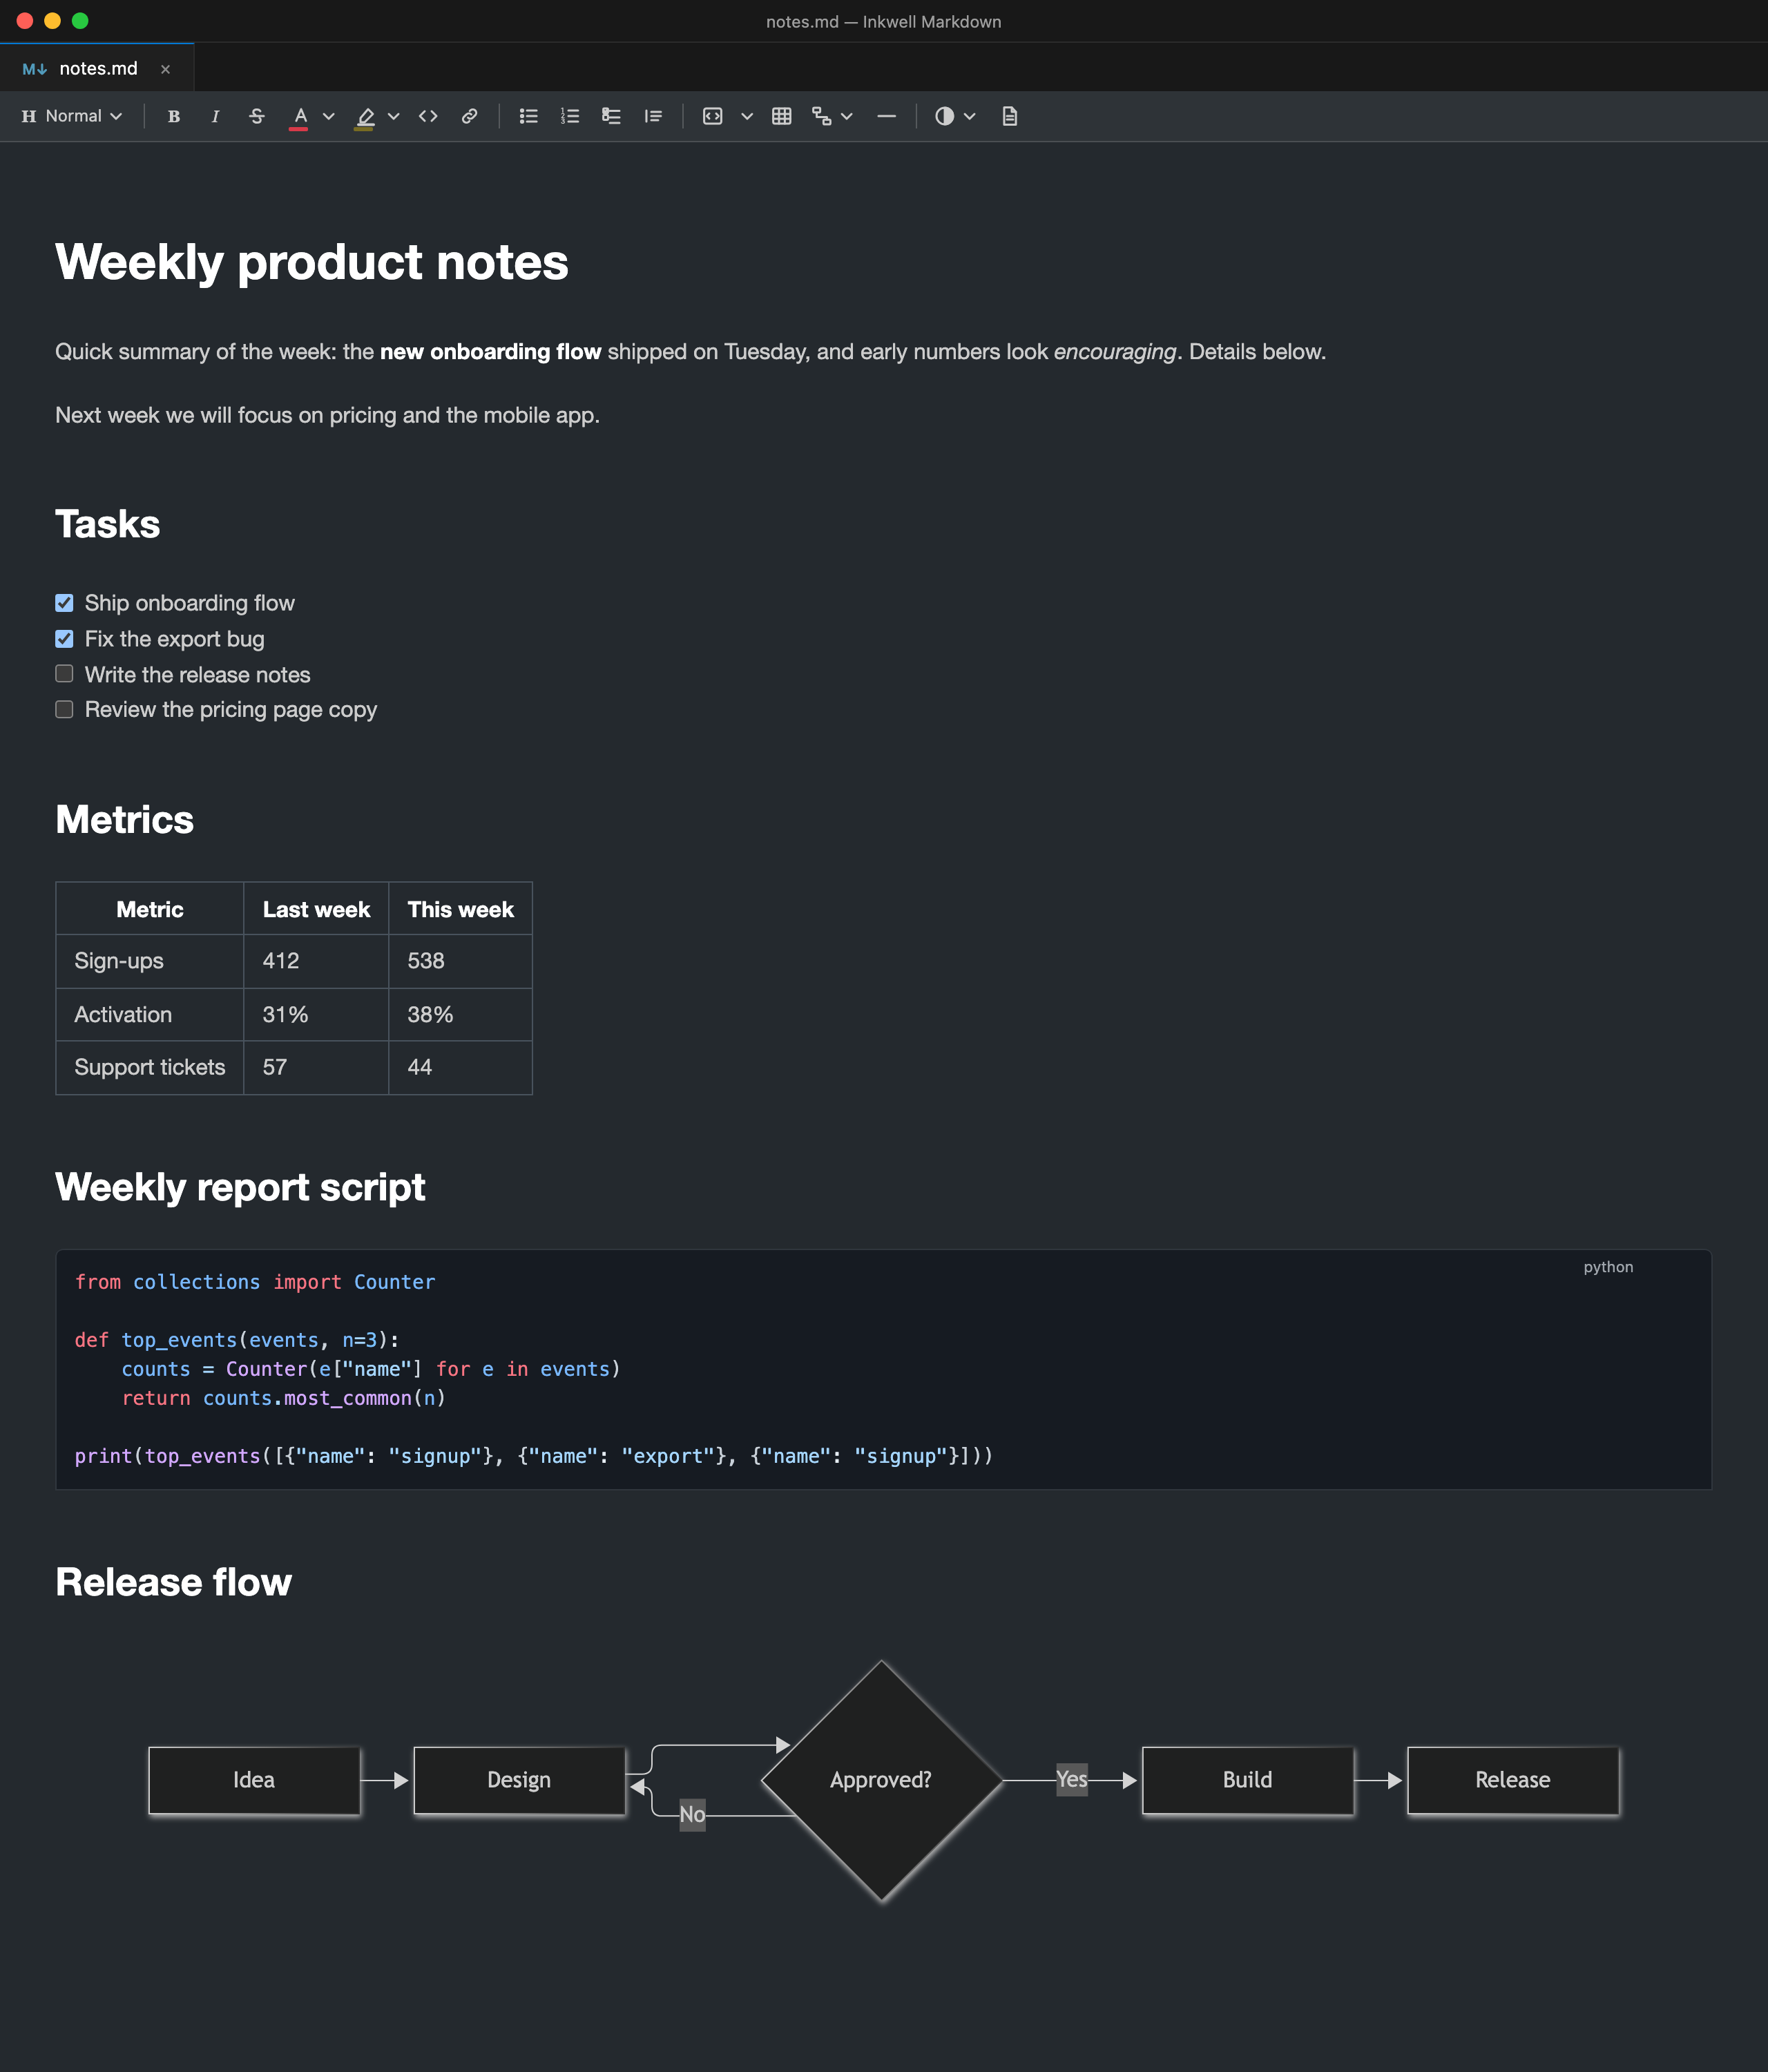 notes.md — Inkwell Markdown
M↓ notes.md ×
H Normal B I S A
Weekly product notes
Quick summary of the week: the new onboarding flow shipped on Tuesday, and early numbers look encouraging. Details below.
Next week we will focus on pricing and the mobile app.
Tasks
Ship onboarding flow
Fix the export bug
Write the release notes
Review the pricing page copy
Metrics
Metric Last week This week
Sign-ups 412 538
Activation 31% 38%
Support tickets 57 44
Weekly report script
python
from collections import Counter
def top_events(events, n=3):
    counts = Counter(e["name"] for e in events)
    return counts.most_common(n)
print(top_events([{"name": "signup"}, {"name": "export"}, {"name": "signup"}]))
Release flow
Idea Design Approved? Yes Build Release
No